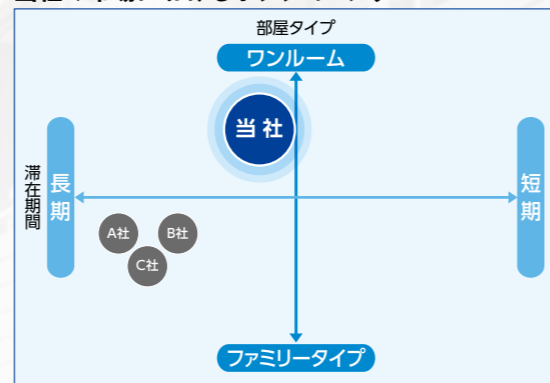 部屋タイプ
ワンルーム
当社
滞在期間
長期
短期
A社
B社
C社
ファミリータイプ